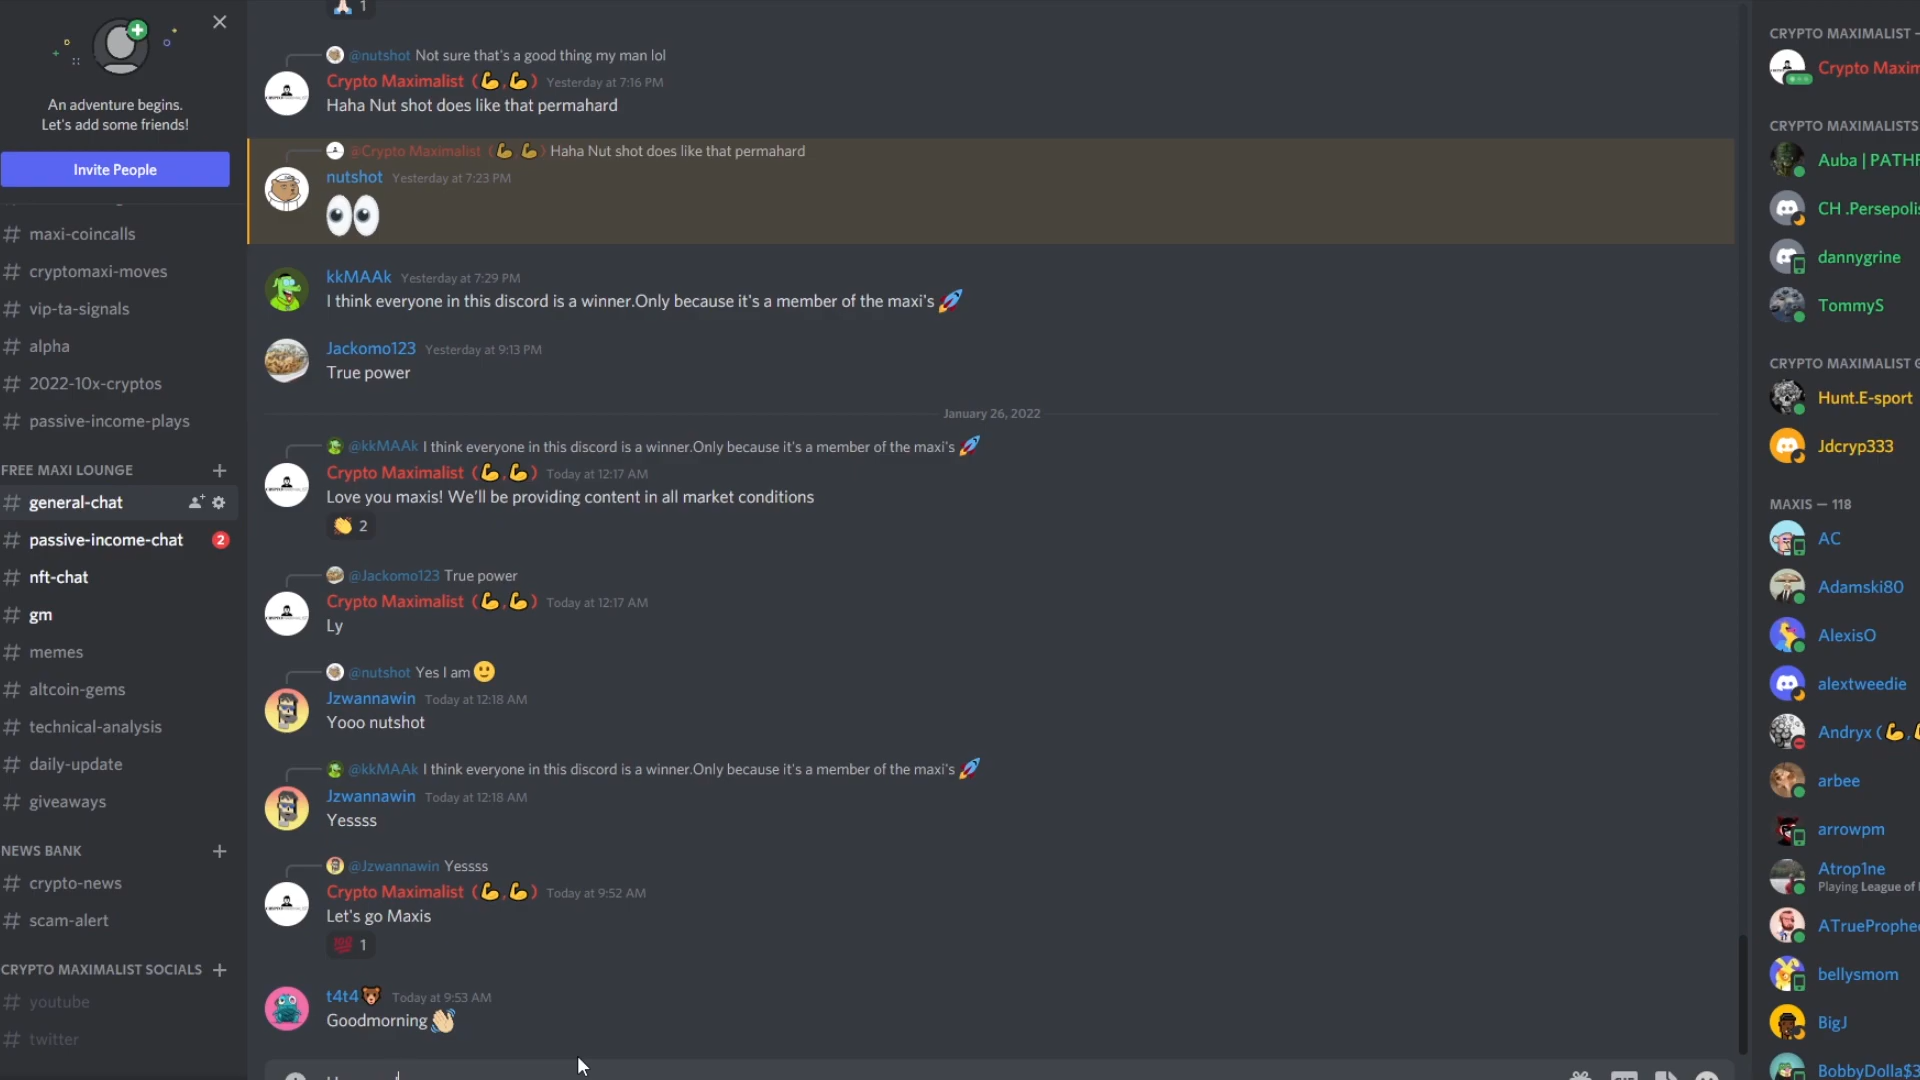 An adventure begins.
Let's add some friends!
Invite People
# maxi-coincalls
# cryptomaxi-moves
# vip-ta-signals
# alpha
# 2022-10x-cryptos
# passive-income-plays
FREE MAXI LOUNGE +
# general-chat
# passive-income-chat 2
# nft-chat
# gm
# memes
# altcoin-gems
# technical-analysis
# daily-update
# giveaways
NEWS BANK +
# crypto-news
# scam-alert
CRYPTO MAXIMALIST SOCIALS +
# youtube
# twitter
🙏🏻 1
@nutshot Not sure that's a good thing my man lol
Crypto Maximalist (💪,💪) Yesterday at 7:16 PM
Haha Nut shot does like that permahard
@Crypto Maximalist (💪,💪) Haha Nut shot does like that permahard
nutshot Yesterday at 7:23 PM
👀
kkMAAk Yesterday at 7:29 PM
I think everyone in this discord is a winner.Only because it's a member of the maxi's 🚀
Jackomo123 Yesterday at 9:13 PM
True power
January 26, 2022
@kkMAAk I think everyone in this discord is a winner.Only because it's a member of the maxi's 🚀
Crypto Maximalist (💪,💪) Today at 12:17 AM
Love you maxis! We'll be providing content in all market conditions
👏 2
@Jackomo123 True power
Crypto Maximalist (💪,💪) Today at 12:17 AM
Ly
@nutshot Yes I am 🙂
Jzwannawin Today at 12:18 AM
Yooo nutshot
@kkMAAk I think everyone in this discord is a winner.Only because it's a member of the maxi's 🚀
Jzwannawin Today at 12:18 AM
Yessss
@Jzwannawin Yessss
Crypto Maximalist (💪,💪) Today at 9:52 AM
Let's go Maxis
💯 1
t4t4🐻 Today at 9:53 AM
Goodmorning 👋🏻
CRYPTO MAXIMALIST –
Crypto Maxim
CRYPTO MAXIMALISTS
Auba | PATHF
CH .Persepolis
dannygrine
TommyS
CRYPTO MAXIMALIST
Hunt.E-sport
Jdcryp333
MAXIS — 118
AC
Adamski80
AlexisO
alextweedie
Andryx (💪,
arbee
arrowpm
Atrop1ne
Playing League of
ATrueProphe
bellysmom
BigJ
BobbyDolla$3